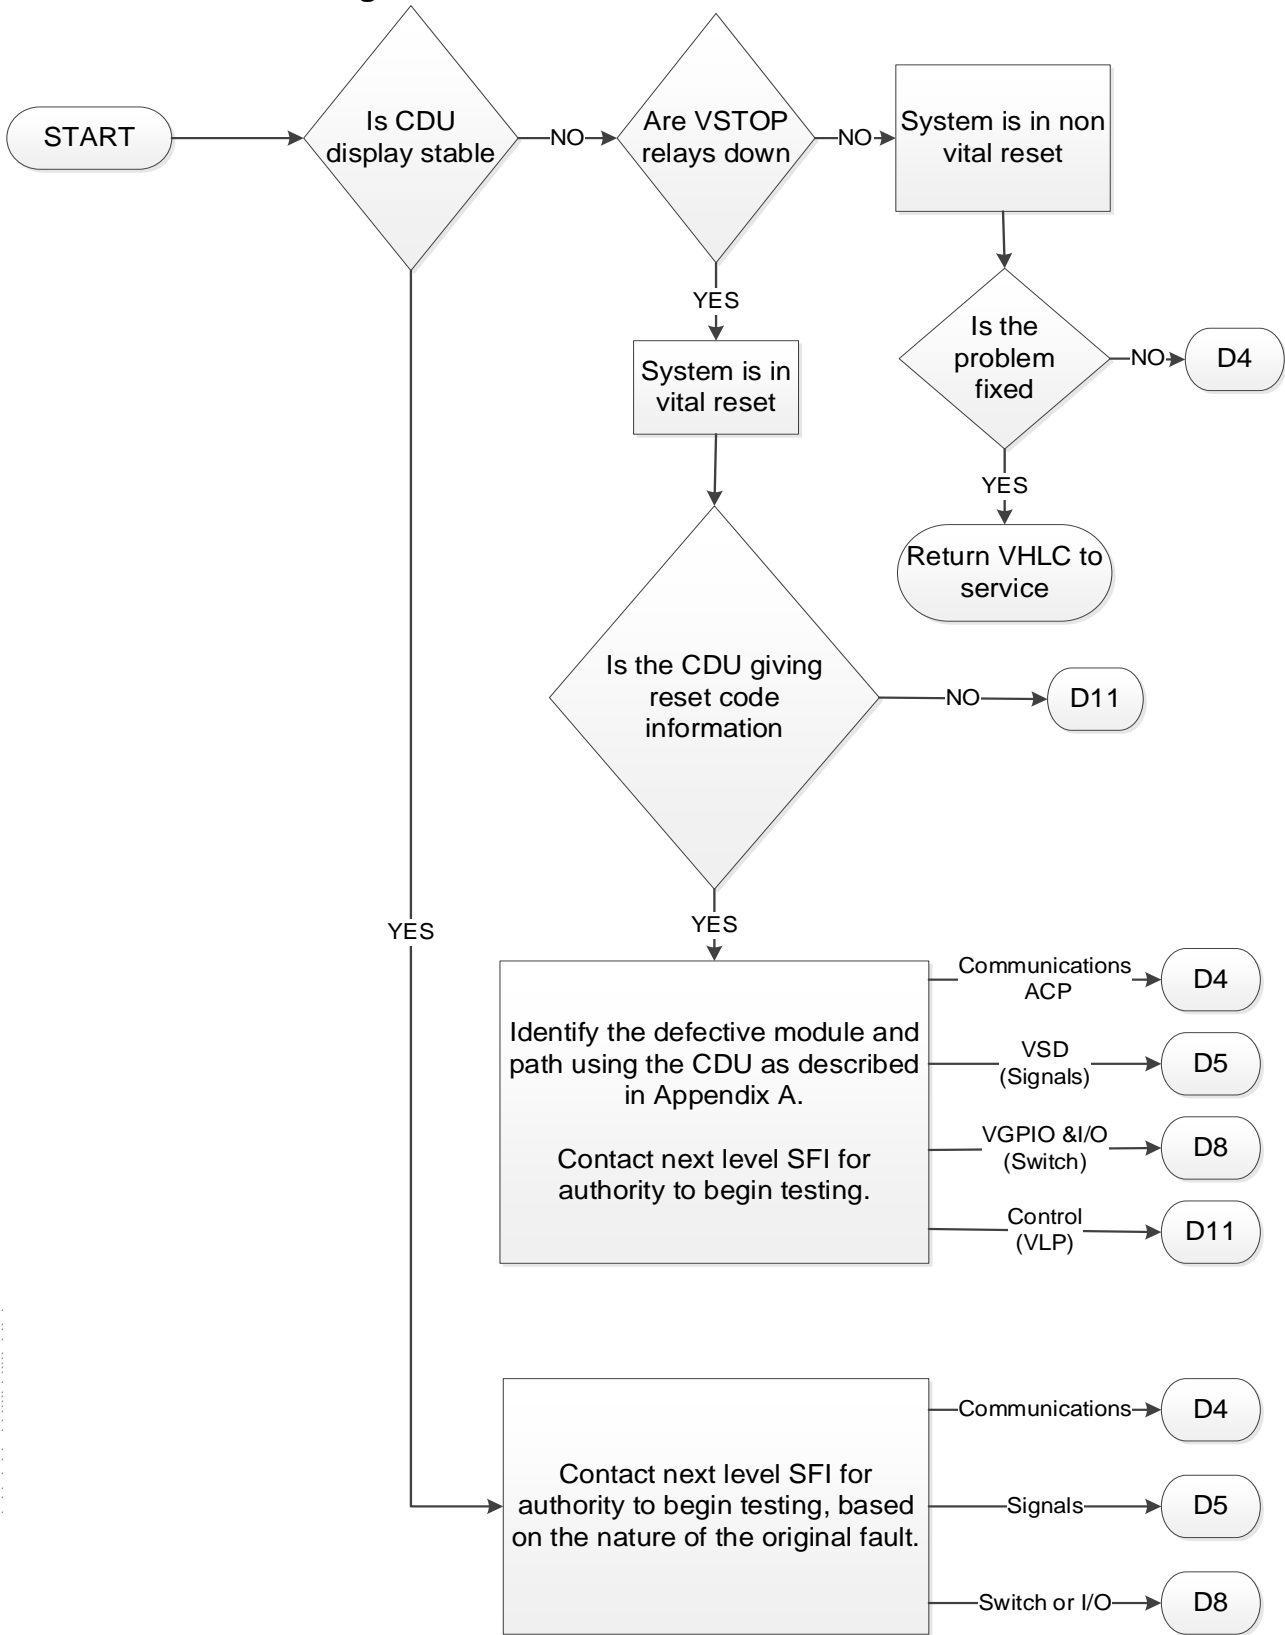 START
Is CDU
display stable
NO
Are VSTOP
relays down
NO
System is in non
vital reset
YES
System is in
vital reset
Is the
problem
fixed
NO
D4
YES
Return VHLC to
service
Is the CDU giving
reset code
information
NO
D11
YES
YES
Identify the defective module and
path using the CDU as described
in Appendix A.
Contact next level SFI for
authority to begin testing.
Communications
ACP
D4
VSD
(Signals)
D5
VGPIO &I/O
(Switch)
D8
Control
(VLP)
D11
Contact next level SFI for
authority to begin testing, based
on the nature of the original fault.
Communications
D4
Signals
D5
Switch or I/O
D8